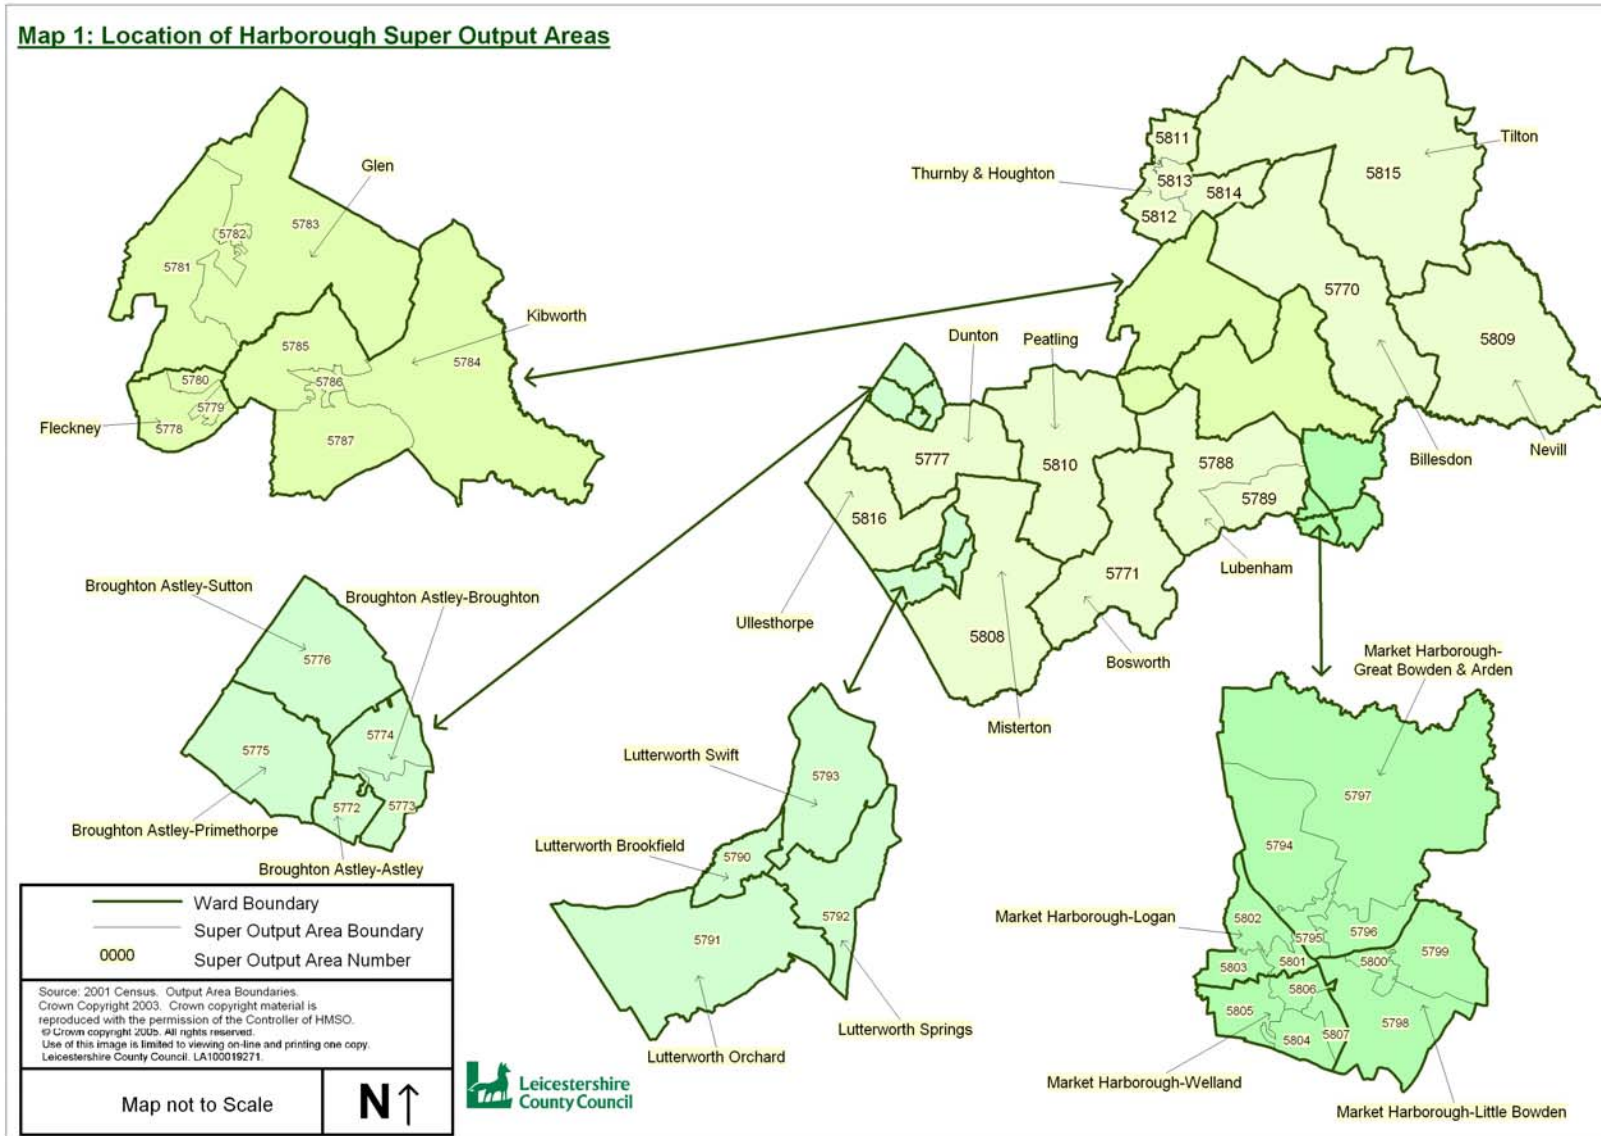 Map 1: Location of Harborough Super Output Areas
Glen
5782
5783
5781
Kibworth
5785
5784
5780
5786
5779
Fleckney
5778
5787
5811
Tilton
Thurnby & Houghton
5813
5815
5814
5812
5770
Dunton
Peatling
5809
5777
5810
5788
Billesdon
Nevill
5789
5816
Lubenham
5771
Ullesthorpe
5808
Bosworth
Misterton
Broughton Astley-Sutton
Broughton Astley-Broughton
5776
5774
5775
5772
5773
Broughton Astley-Primethorpe
Broughton Astley-Astley
Lutterworth Swift
5793
Lutterworth Brookfield
5790
5792
5791
Lutterworth Springs
Lutterworth Orchard
Market Harborough-
Great Bowden & Arden
5797
5794
Market Harborough-Logan
5802
5795
5796
5799
5803
5801
5800
5806
5805
5798
5807
5804
Market Harborough-Welland
Market Harborough-Little Bowden
Ward Boundary
Super Output Area Boundary
0000 Super Output Area Number
Source: 2001 Census. Output Area Boundaries.
Crown Copyright 2003. Crown copyright material is
reproduced with the permission of the Controller of HMSO.
© Crown copyright 2005. All rights reserved.
Use of this image is limited to viewing on-line and printing one copy.
Leicestershire County Council. LA100019271.
Map not to Scale
N
Leicestershire
County Council